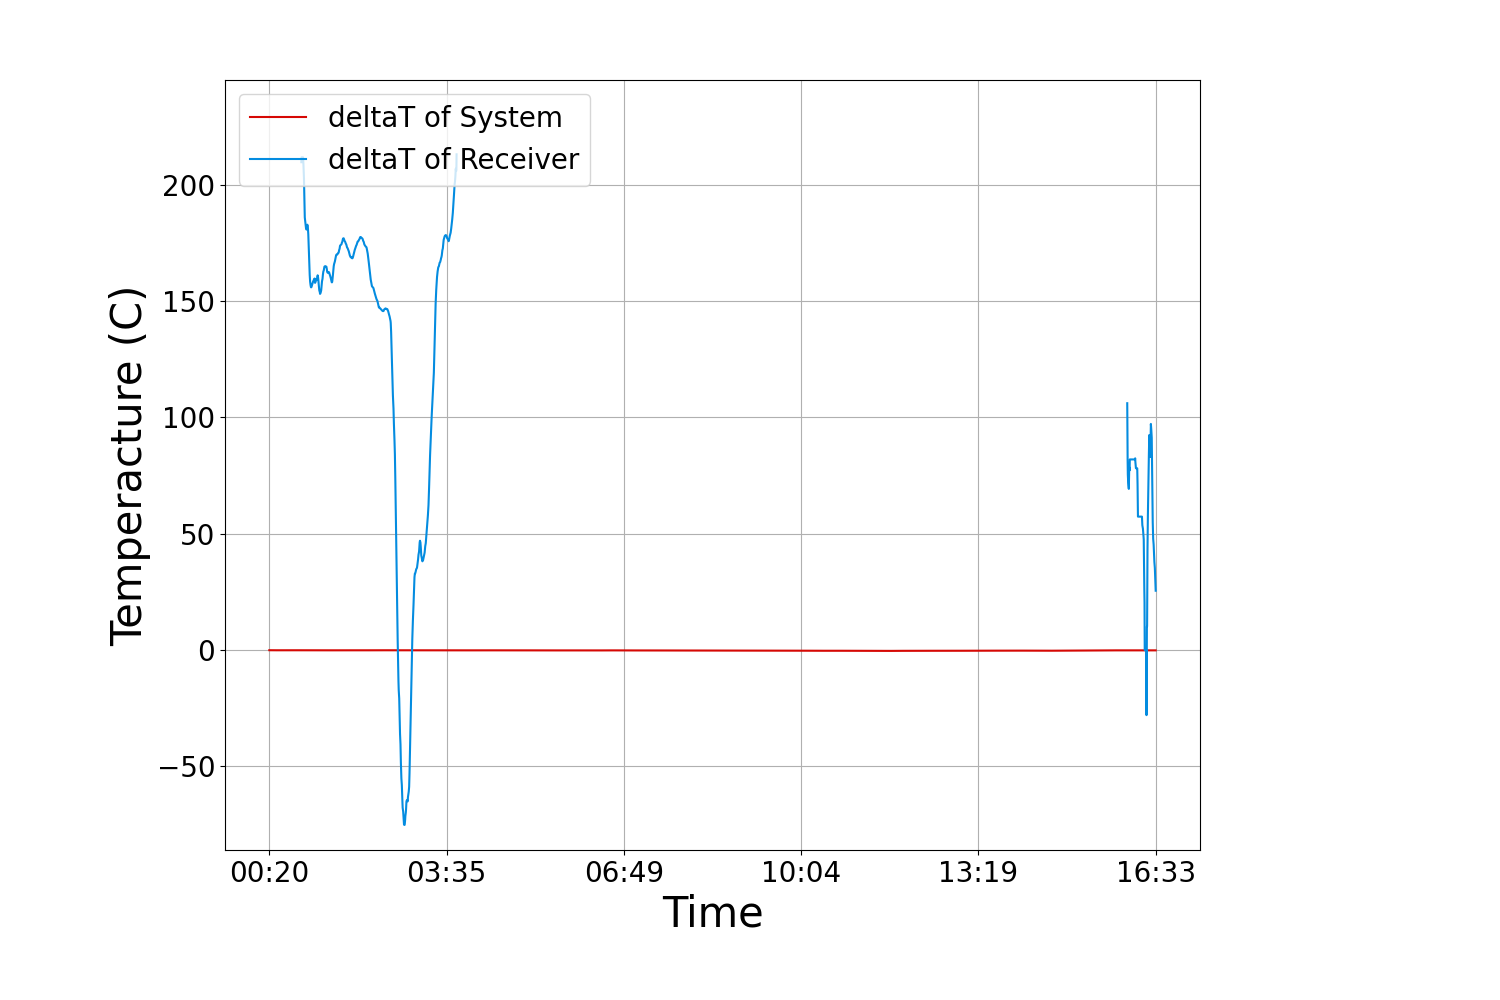 deltaT of System
deltaT of Receiver
200
150
100
50
0
−50
Temperacture (C)
00:20 03:35 06:49 10:04 13:19 16:33
Time